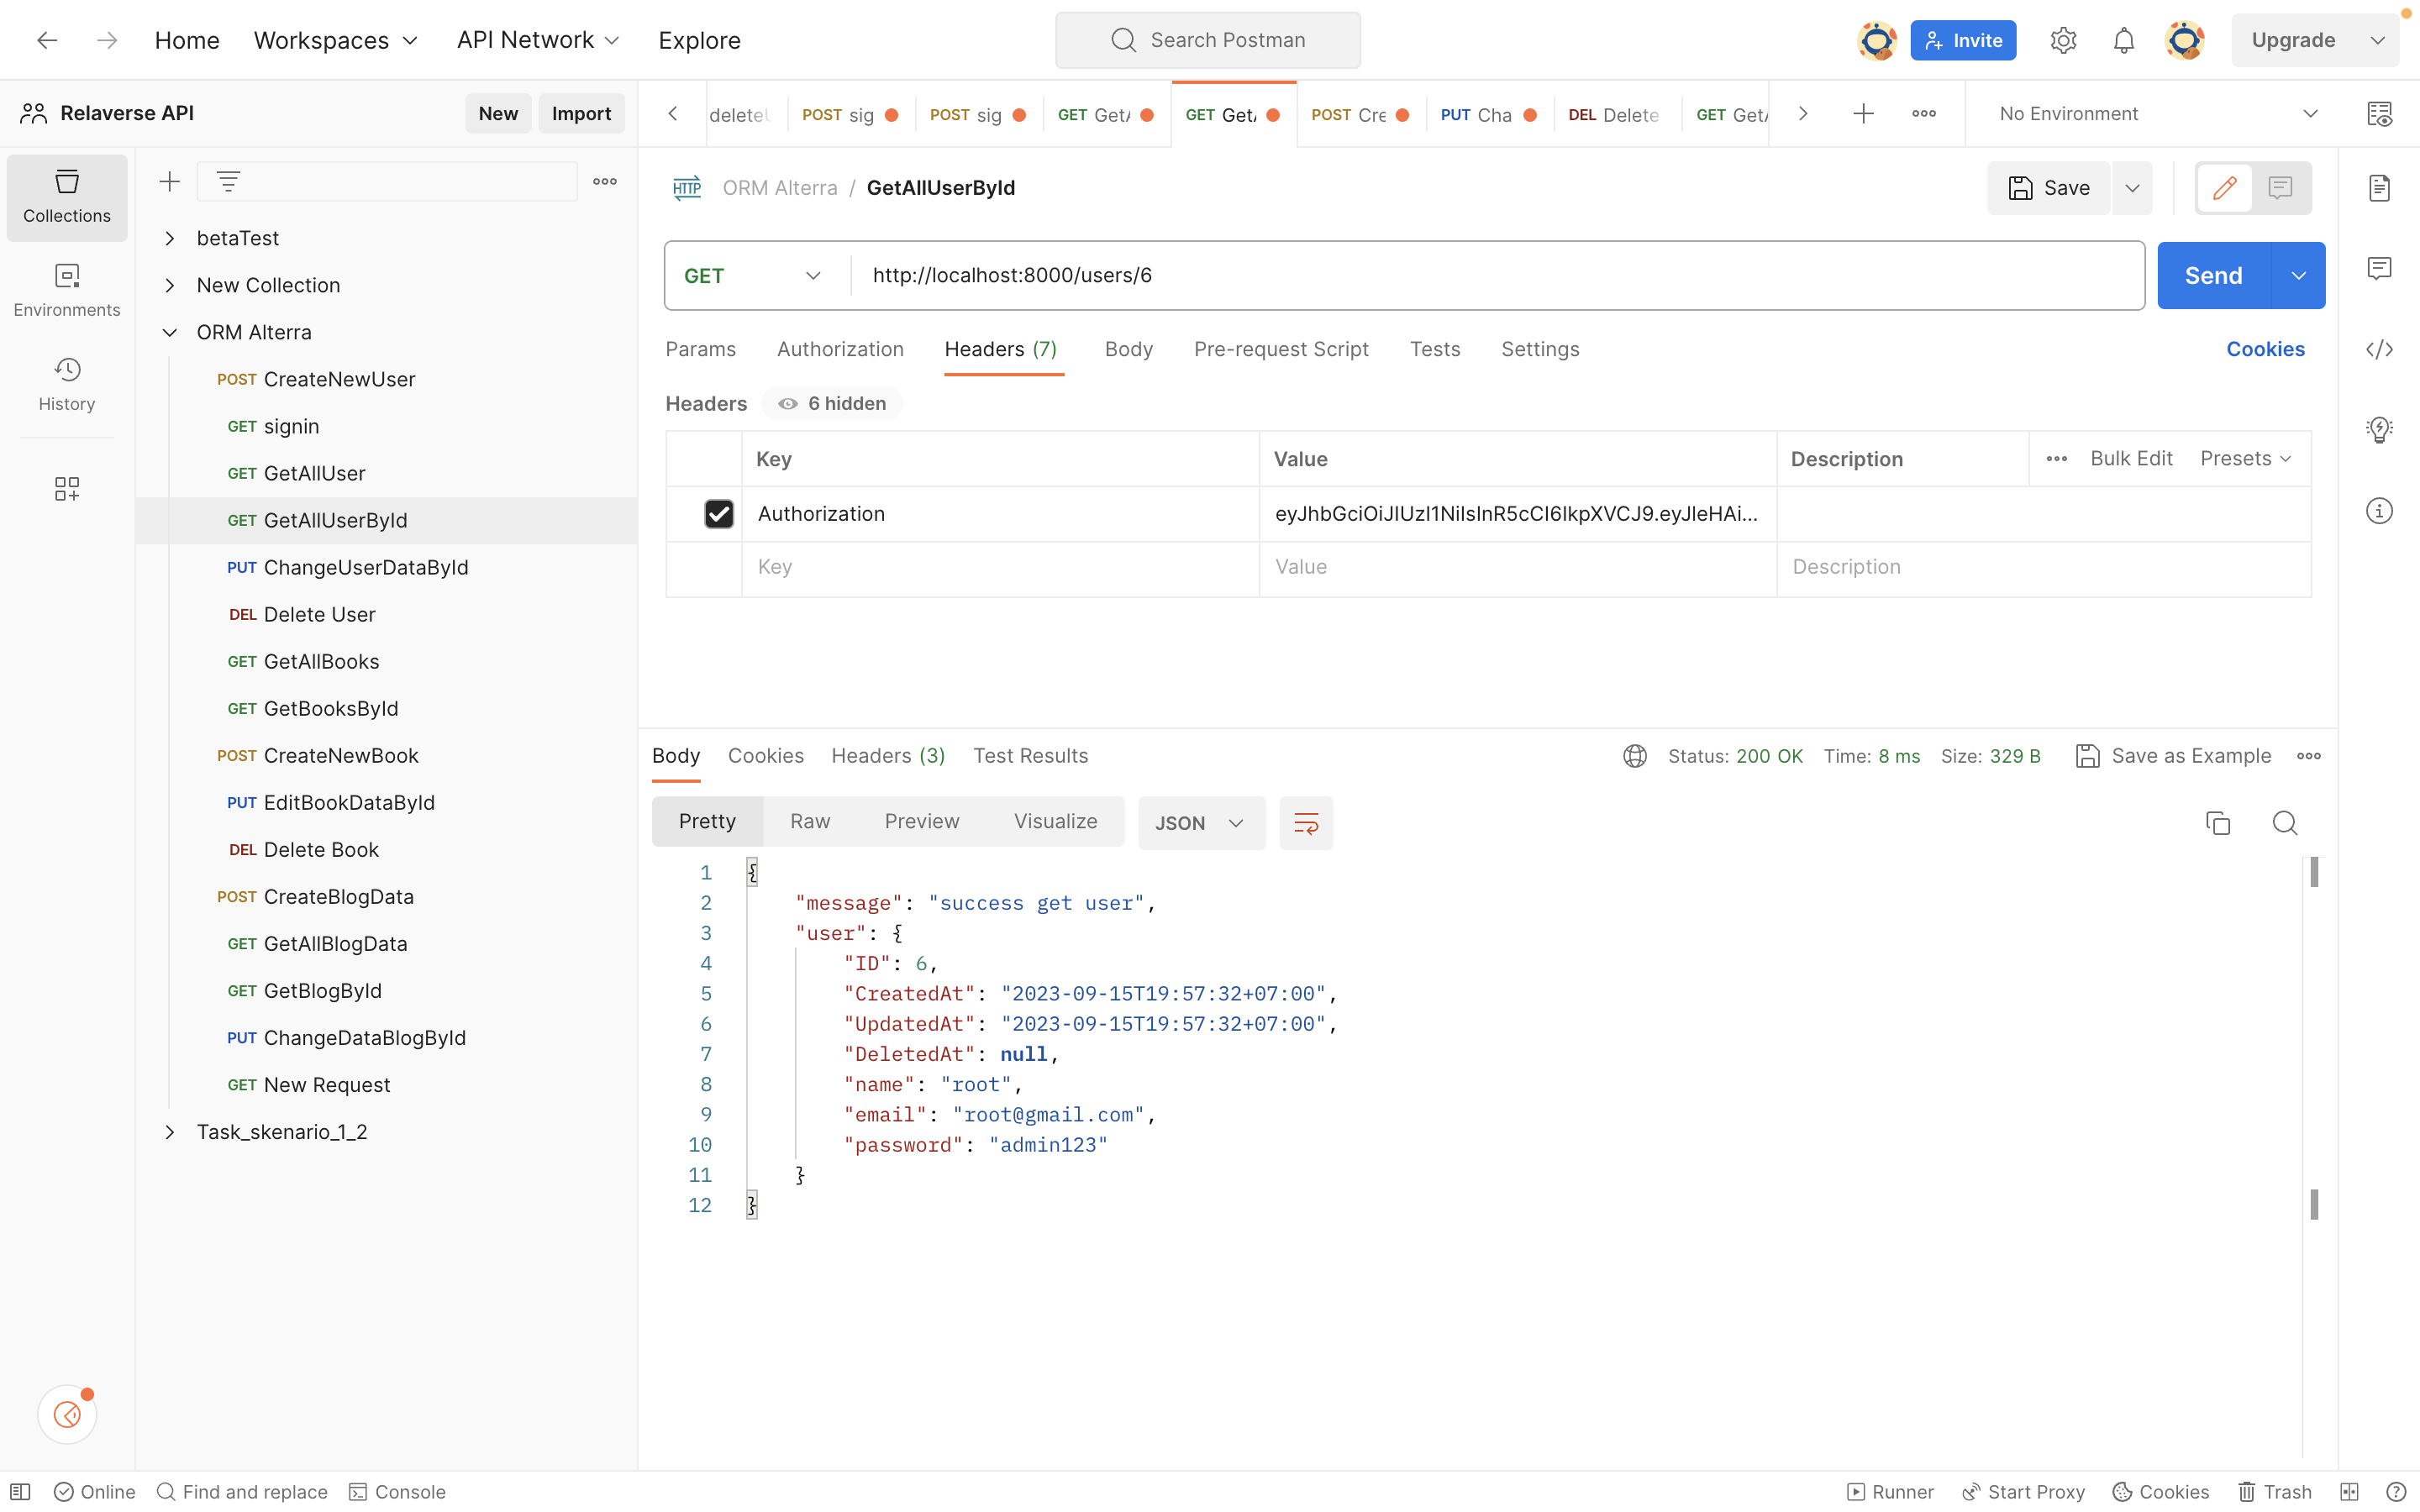 Home Workspaces API Network Explore Search Postman Invite Upgrade
Relaverse API New Import
deleteU POST sig POST sig GET GetA GET GetA POST Cre PUT Cha DEL Delete GET GetA No Environment
Collections
Environments
History
betaTest
New Collection
ORM Alterra
POST CreateNewUser
GET signin
GET GetAllUser
GET GetAllUserById
PUT ChangeUserDataById
DEL Delete User
GET GetAllBooks
GET GetBooksById
POST CreateNewBook
PUT EditBookDataById
DEL Delete Book
POST CreateBlogData
GET GetAllBlogData
GET GetBlogById
PUT ChangeDataBlogById
GET New Request
Task_skenario_1_2
HTTP ORM Alterra / GetAllUserById Save
GET http://localhost:8000/users/6 Send
Params Authorization Headers (7) Body Pre-request Script Tests Settings Cookies
Headers 6 hidden
Key Value Description Bulk Edit Presets
Authorization eyJhbGciOiJIUzI1NiIsInR5cCI6IkpXVCJ9.eyJleHAi...
Key Value Description
Body Cookies Headers (3) Test Results Status: 200 OK Time: 8 ms Size: 329 B Save as Example
Pretty Raw Preview Visualize JSON
1 {
2 "message": "success get user",
3 "user": {
4 "ID": 6,
5 "CreatedAt": "2023-09-15T19:57:32+07:00",
6 "UpdatedAt": "2023-09-15T19:57:32+07:00",
7 "DeletedAt": null,
8 "name": "root",
9 "email": "root@gmail.com",
10 "password": "admin123"
11 }
12 }
Online Find and replace Console Runner Start Proxy Cookies Trash